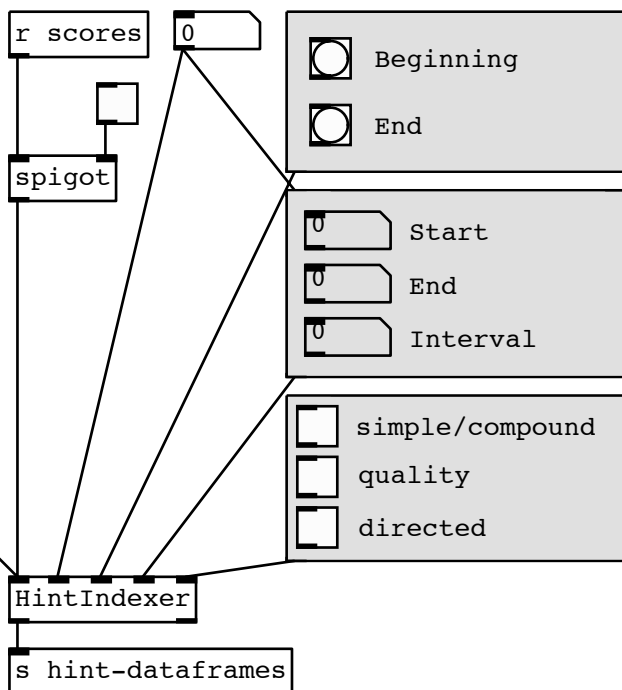 r scores
0
Beginning
End
spigot
0
Start
0
End
0
Interval
simple/compound
quality
directed
HintIndexer
s hint-dataframes